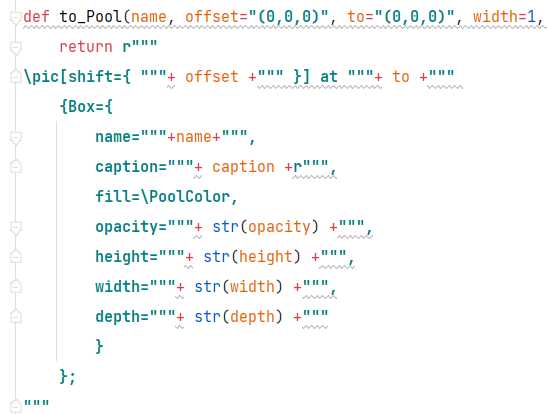 def to_Pool(name, offset="(0,0,0)", to="(0,0,0)", width=1,
    return r"""
\pic[shift={ """+ offset +""" }] at """+ to +"""
    {Box={
        name="""+name+""",
        caption="""+ caption +r""",
        fill=\PoolColor,
        opacity="""+ str(opacity) +""",
        height="""+ str(height) +""",
        width="""+ str(width) +""",
        depth="""+ str(depth) +"""
        }
    };
"""